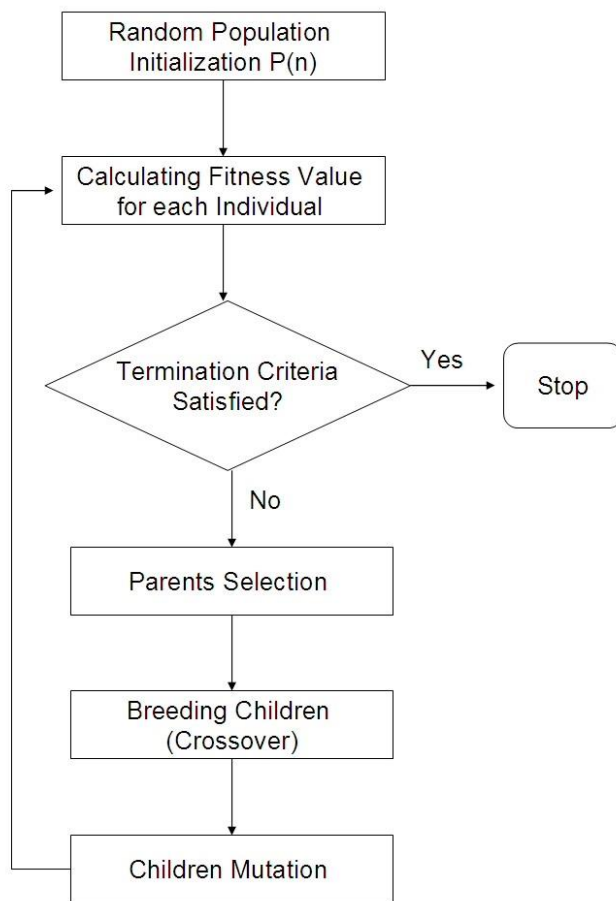 Random Population
Initialization P(n)
Calculating Fitness Value
for each Individual
Termination Criteria
Satisfied?
Yes
Stop
No
Parents Selection
Breeding Children
(Crossover)
Children Mutation